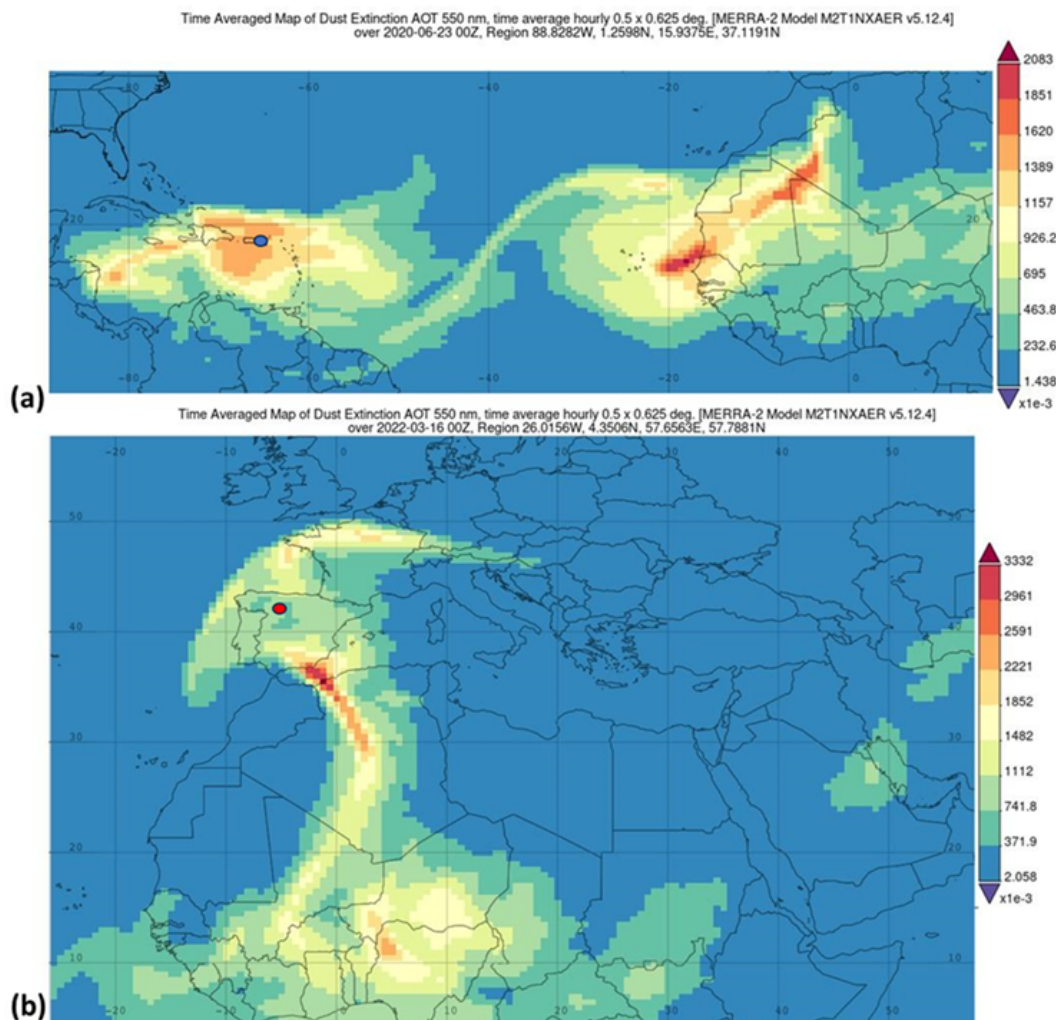 Time Averaged Map of Dust Extinction AOT 550 nm, time average hourly 0.5 x 0.625 deg. [MERRA-2 Model M2T1NXAER v5.12.4]
over 2020-06-23 00Z, Region 88.8282W, 1.2598N, 15.9375E, 37.1191N
-80 -60 -40 -20 0
20 20
-80 -60 -40 -20 0
2083
1851
1620
1389
1157
926.2
695
463.8
232.6
1.438
x1e-3
(a)
Time Averaged Map of Dust Extinction AOT 550 nm, time average hourly 0.5 x 0.625 deg. [MERRA-2 Model M2T1NXAER v5.12.4]
over 2022-03-16 00Z, Region 26.0156W, 4.3506N, 57.6563E, 57.7881N
-20 -10 0 10 20 30 40 50
50 50
40 40
30 30
20 20
10 10
-20 -10 0 10 20 30 40 50
3332
2961
2591
2221
1852
1482
1112
741.8
371.9
2.058
x1e-3
(b)